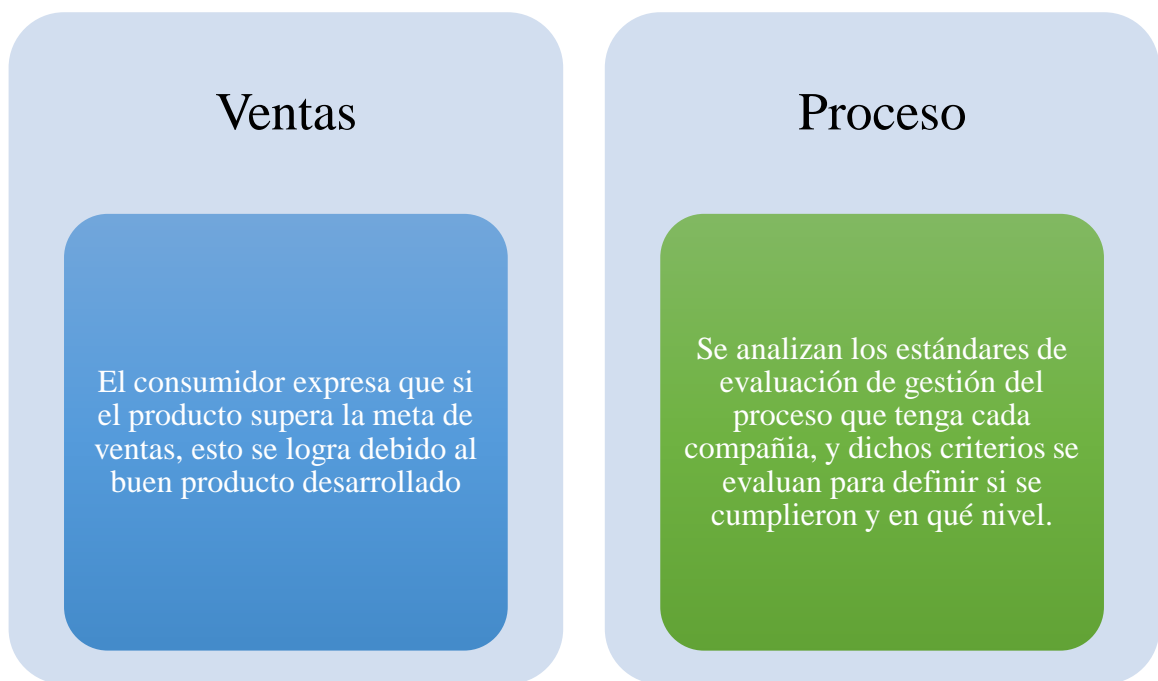 Ventas
El consumidor expresa que si
el producto supera la meta de
ventas, esto se logra debido al
buen producto desarrollado
Proceso
Se analizan los estándares de
evaluación de gestión del
proceso que tenga cada
compañia, y dichos criterios se
evaluan para definir si se
cumplieron y en qué nivel.